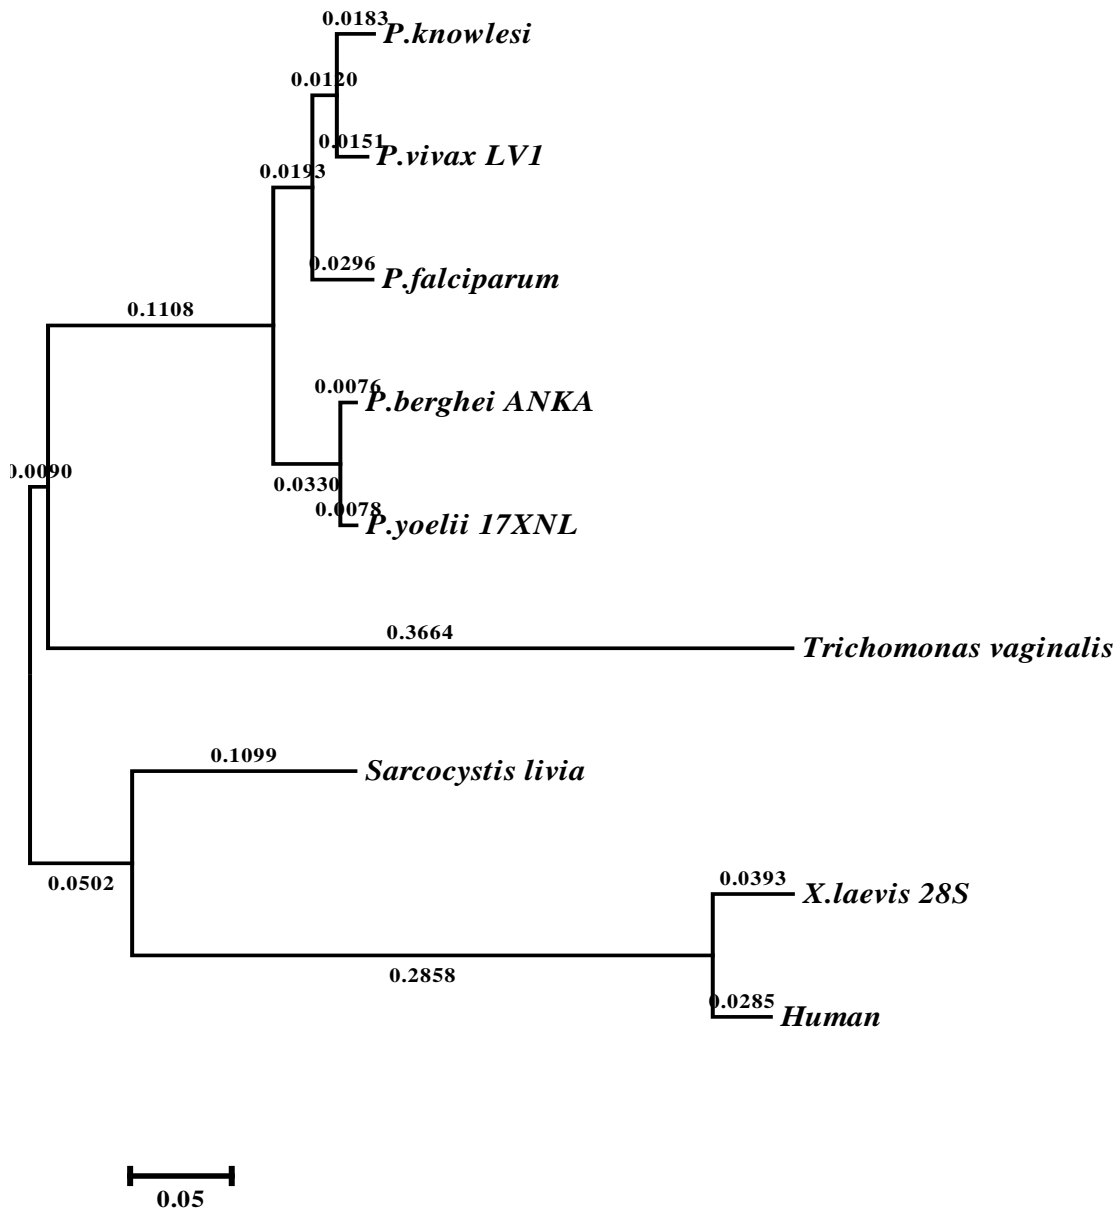 0.0183
P.knowlesi
0.0120
0.0151
P.vivax LV1
0.0193
0.0296
P.falciparum
0.1108
0.0076
P.berghei ANKA
0.0090
0.0330
0.0078
P.yoelii 17XNL
0.3664
Trichomonas vaginalis
0.1099
Sarcocystis livia
0.0502
0.0393
X.laevis 28S
0.2858
0.0285
Human
0.05